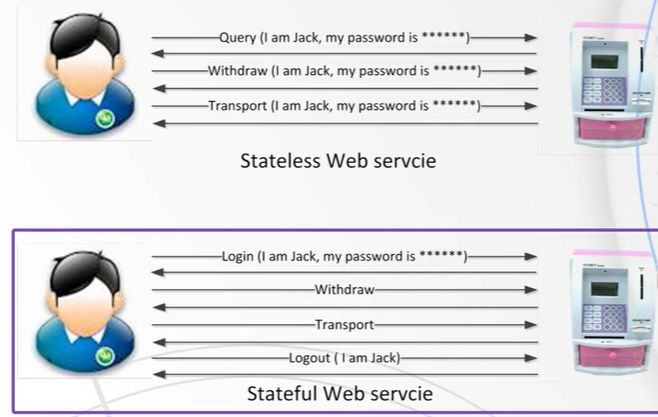 Query (I am Jack, my password is ******)
Withdraw (I am Jack, my password is ******)
Transport (I am Jack, my password is ******)
Stateless Web servcie
Login (I am Jack, my password is ******)
Withdraw
Transport
Logout ( I am Jack)
Stateful Web servcie